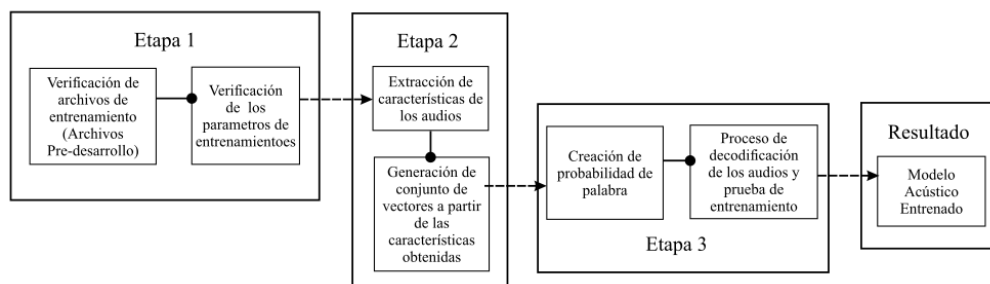 Etapa 1
Verificación de
archivos de
entrenamiento
(Archivos
Pre-desarrollo)
Verificación
de los
parametros de
entrenamientoes
Etapa 2
Extracción de
características de
los audios
Generación de
conjunto de
vectores a partir
de las
características
obtenidas
Creación de
probabilidad de
palabra
Proceso de
decodificación
de los audios y
prueba de
entrenamiento
Etapa 3
Resultado
Modelo
Acústico
Entrenado